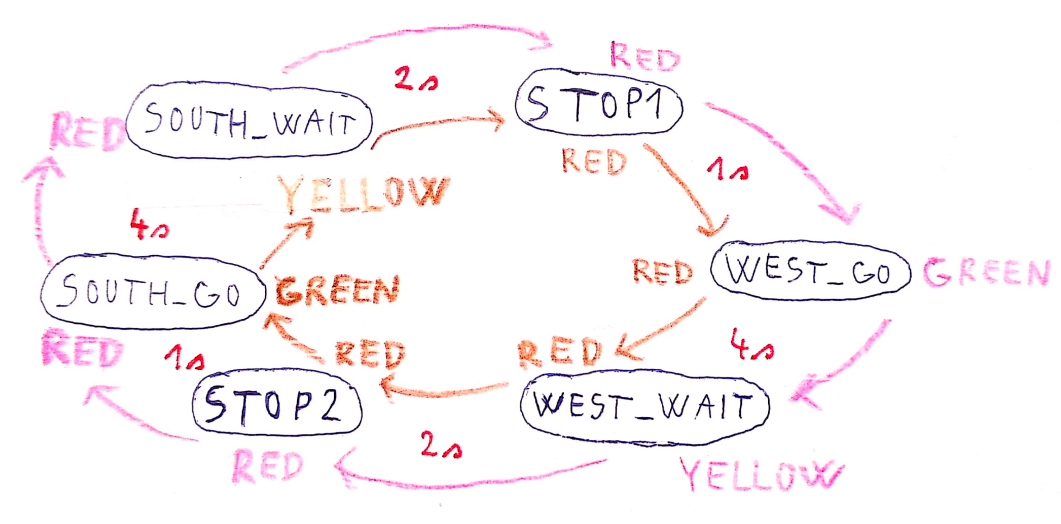 RED
2s
SOUTH_WAIT
STOP1
RED
RED
1s
YELLOW
4s
RED
WEST_GO
GREEN
SOUTH_GO
GREEN
RED
1s
RED
RED
4s
STOP2
WEST_WAIT
2s
RED
YELLOW